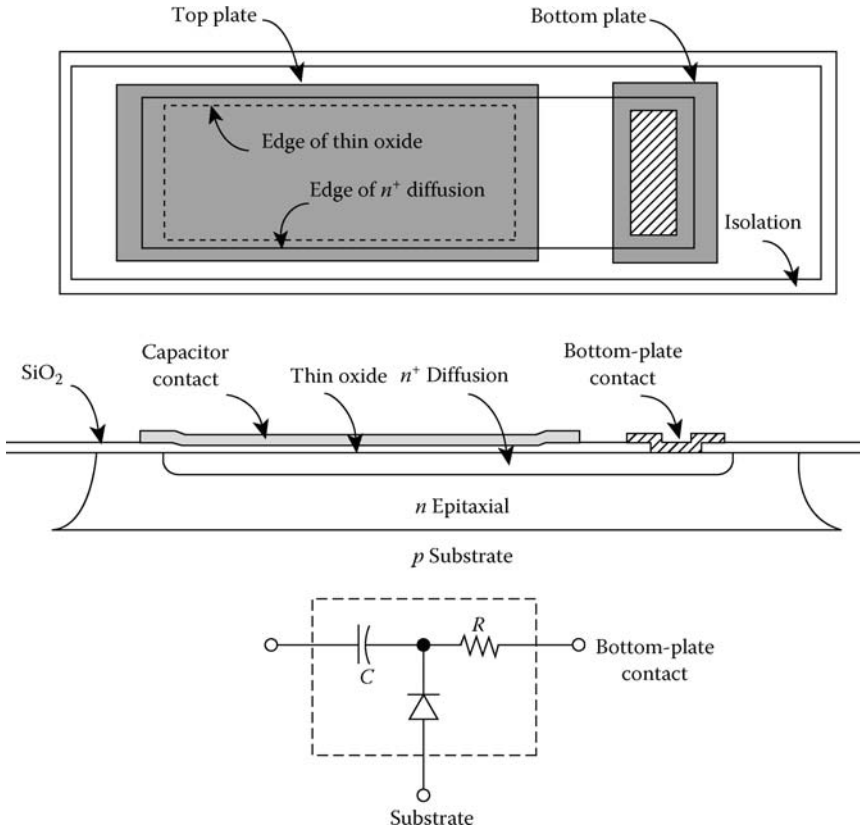 Top plate
Bottom plate
Edge of thin oxide
Edge of n⁺ diffusion
Isolation
SiO₂
Capacitor
contact
Thin oxide
n⁺ Diffusion
Bottom-plate
contact
n Epitaxial
p Substrate
R
C
Bottom-plate
contact
Substrate